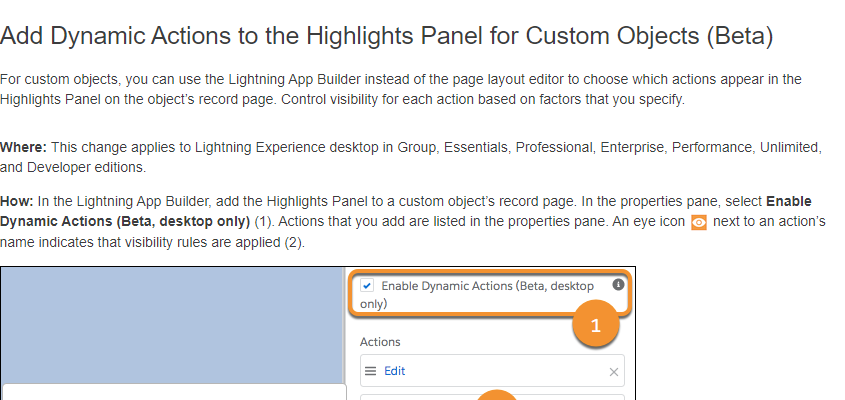 Add Dynamic Actions to the Highlights Panel for Custom Objects (Beta)
For custom objects, you can use the Lightning App Builder instead of the page layout editor to choose which actions appear in the
Highlights Panel on the object’s record page. Control visibility for each action based on factors that you specify.
Where: This change applies to Lightning Experience desktop in Group, Essentials, Professional, Enterprise, Performance, Unlimited,
and Developer editions.
How: In the Lightning App Builder, add the Highlights Panel to a custom object’s record page. In the properties pane, select Enable
Dynamic Actions (Beta, desktop only) (1). Actions that you add are listed in the properties pane. An eye icon next to an action’s
name indicates that visibility rules are applied (2).
Enable Dynamic Actions (Beta, desktop
only)
1
Actions
Edit